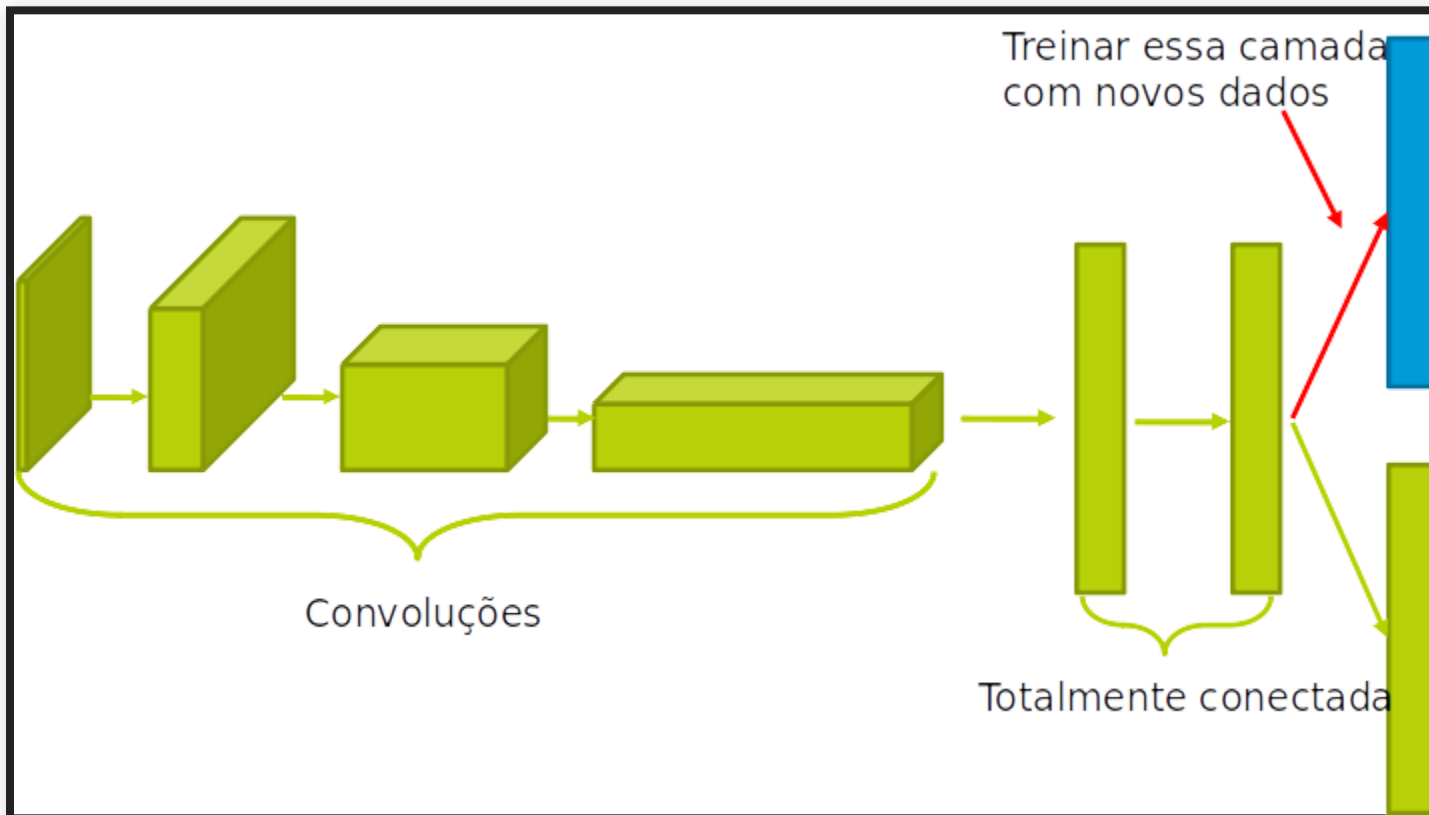 Treinar essa camada
com novos dados
Convoluções
Totalmente conectada